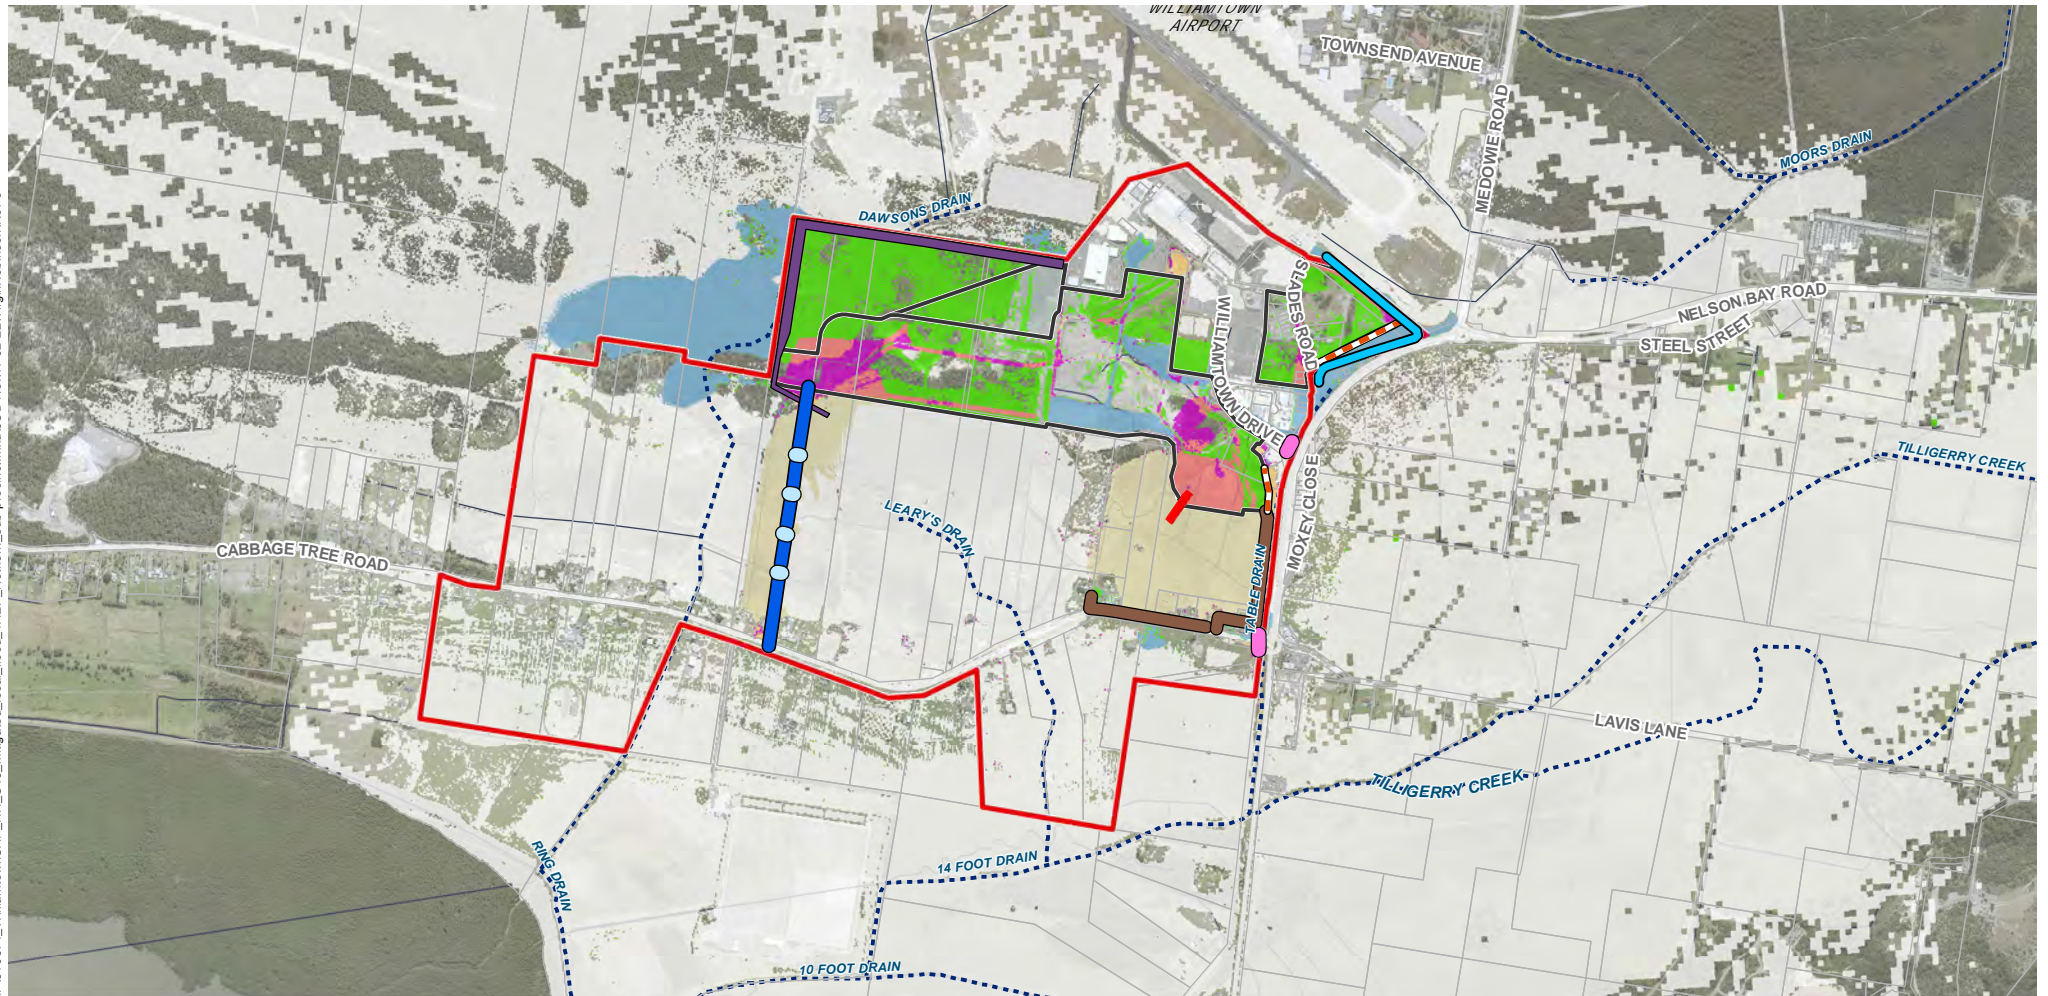 WILLIAMTOWN
AIRPORT
TOWNSEND AVENUE
MEDOWIE ROAD
MOORS DRAIN
DAWSONS DRAIN
SLADES ROAD
NELSON BAY ROAD
STEEL STREET
WILLIAMTOWN DRIVE
TILLIGERRY CREEK
MOXEY CLOSE
LEARY'S DRAIN
CABBAGE TREE ROAD
TABLE DRAIN
LAVIS LANE
TILLIGERRY CREEK
RING DRAIN
14 FOOT DRAIN
10 FOOT DRAIN